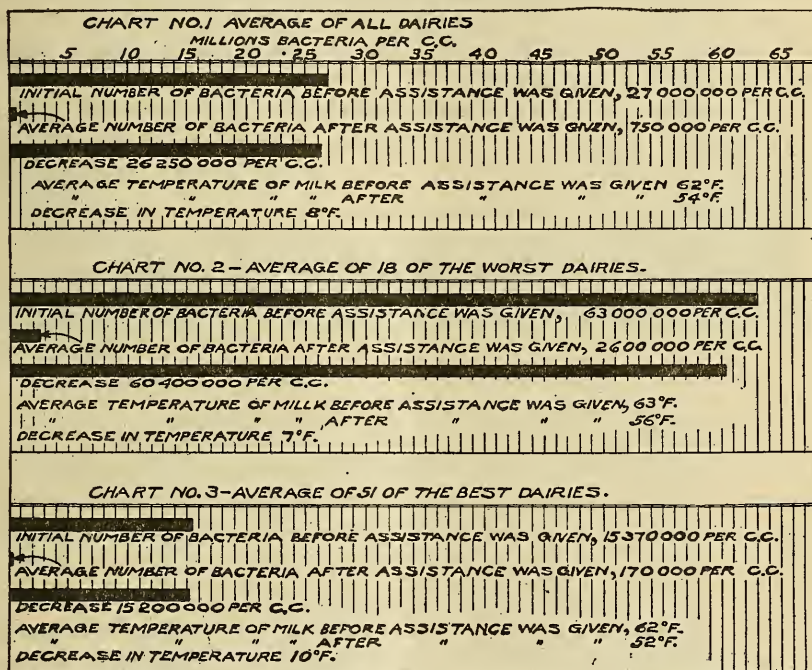 CHART NO.1 AVERAGE OF ALL DAIRIES
MILLIONS BACTERIA PER C.C.
5 10 15 20 25 30 35 40 45 50 55 60 65
INITIAL NUMBER OF BACTERIA BEFORE ASSISTANCE WAS GIVEN, 27 000.000 PER C.C.
AVERAGE NUMBER OF BACTERIA AFTER ASSISTANCE WAS GIVEN, 750 000 PER C.C.
DECREASE 26 250 000 PER C.C.
AVERAGE TEMPERATURE OF MILK BEFORE ASSISTANCE WAS GIVEN 62°F.
" " " " AFTER " " " 54°F.
DECREASE IN TEMPERATURE 8°F.
CHART NO. 2 - AVERAGE OF 18 OF THE WORST DAIRIES.
INITIAL NUMBER OF BACTERIA BEFORE ASSISTANCE WAS GIVEN, 63 000 000 PER C.C.
AVERAGE NUMBER OF BACTERIA AFTER ASSISTANCE WAS GIVEN, 2600 000 PER C.C.
DECREASE 60 400 000 PER C.C.
AVERAGE TEMPERATURE OF MILLK BEFORE ASSISTANCE WAS GIVEN, 63°F.
" " " " AFTER " " " 56°F.
DECREASE IN TEMPERATURE 7°F.
CHART NO. 3 - AVERAGE OF 51 OF THE BEST DAIRIES.
INITIAL NUMBER OF BACTERIA BEFORE ASSISTANCE WAS GIVEN, 15 370 000 PER C.C.
AVERAGE NUMBER OF BACTERIA AFTER ASSISTANCE WAS GIVEN, 170 000 PER C.C.
DECREASE 15 200 000 PER C.C.
AVERAGE TEMPERATURE OF MILK BEFORE ASSISTANCE WAS GIVEN, 62°F.
" " " " AFTER " " " 52°F.
DECREASE IN TEMPERATURE 10°F.